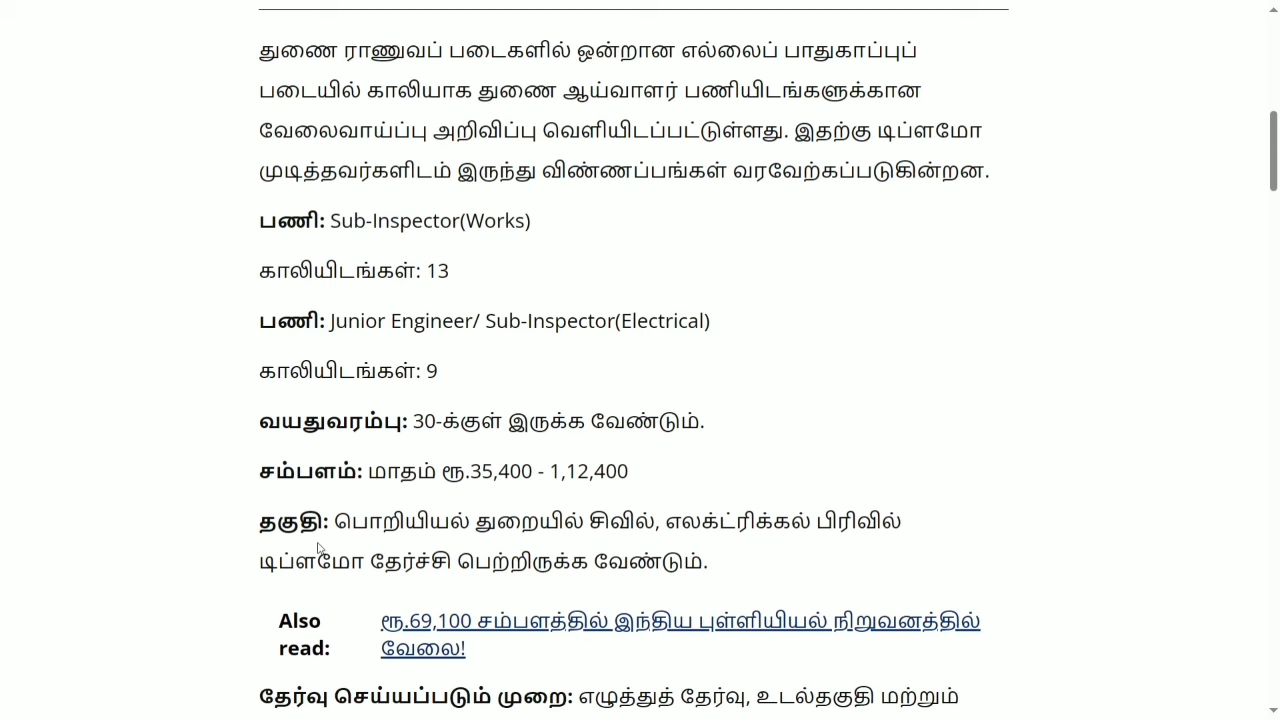 துணை ராணுவப் படைகளில் ஒன்றான எல்லைப் பாதுகாப்புப்
படையில் காலியாக துணை ஆய்வாளர் பணியிடங்களுக்கான
வேலைவாய்ப்பு அறிவிப்பு வெளியிடப்பட்டுள்ளது. இதற்கு டிப்ளமோ
முடித்தவர்களிடம் இருந்து விண்ணப்பங்கள் வரவேற்கப்படுகின்றன.
பணி: Sub-Inspector(Works)
காலியிடங்கள்: 13
பணி: Junior Engineer/ Sub-Inspector(Electrical)
காலியிடங்கள்: 9
வயதுவரம்பு: 30-க்குள் இருக்க வேண்டும்.
சம்பளம்: மாதம் ரூ.35,400 - 1,12,400
தகுதி: பொறியியல் துறையில் சிவில், எலக்ட்ரிக்கல் பிரிவில்
டிப்ளமோ தேர்ச்சி பெற்றிருக்க வேண்டும்.
Also read: ரூ.69,100 சம்பளத்தில் இந்திய புள்ளியியல் நிறுவனத்தில்
வேலை!
தேர்வு செய்யப்படும் முறை: எழுத்துத் தேர்வு, உடல்தகுதி மற்றும்